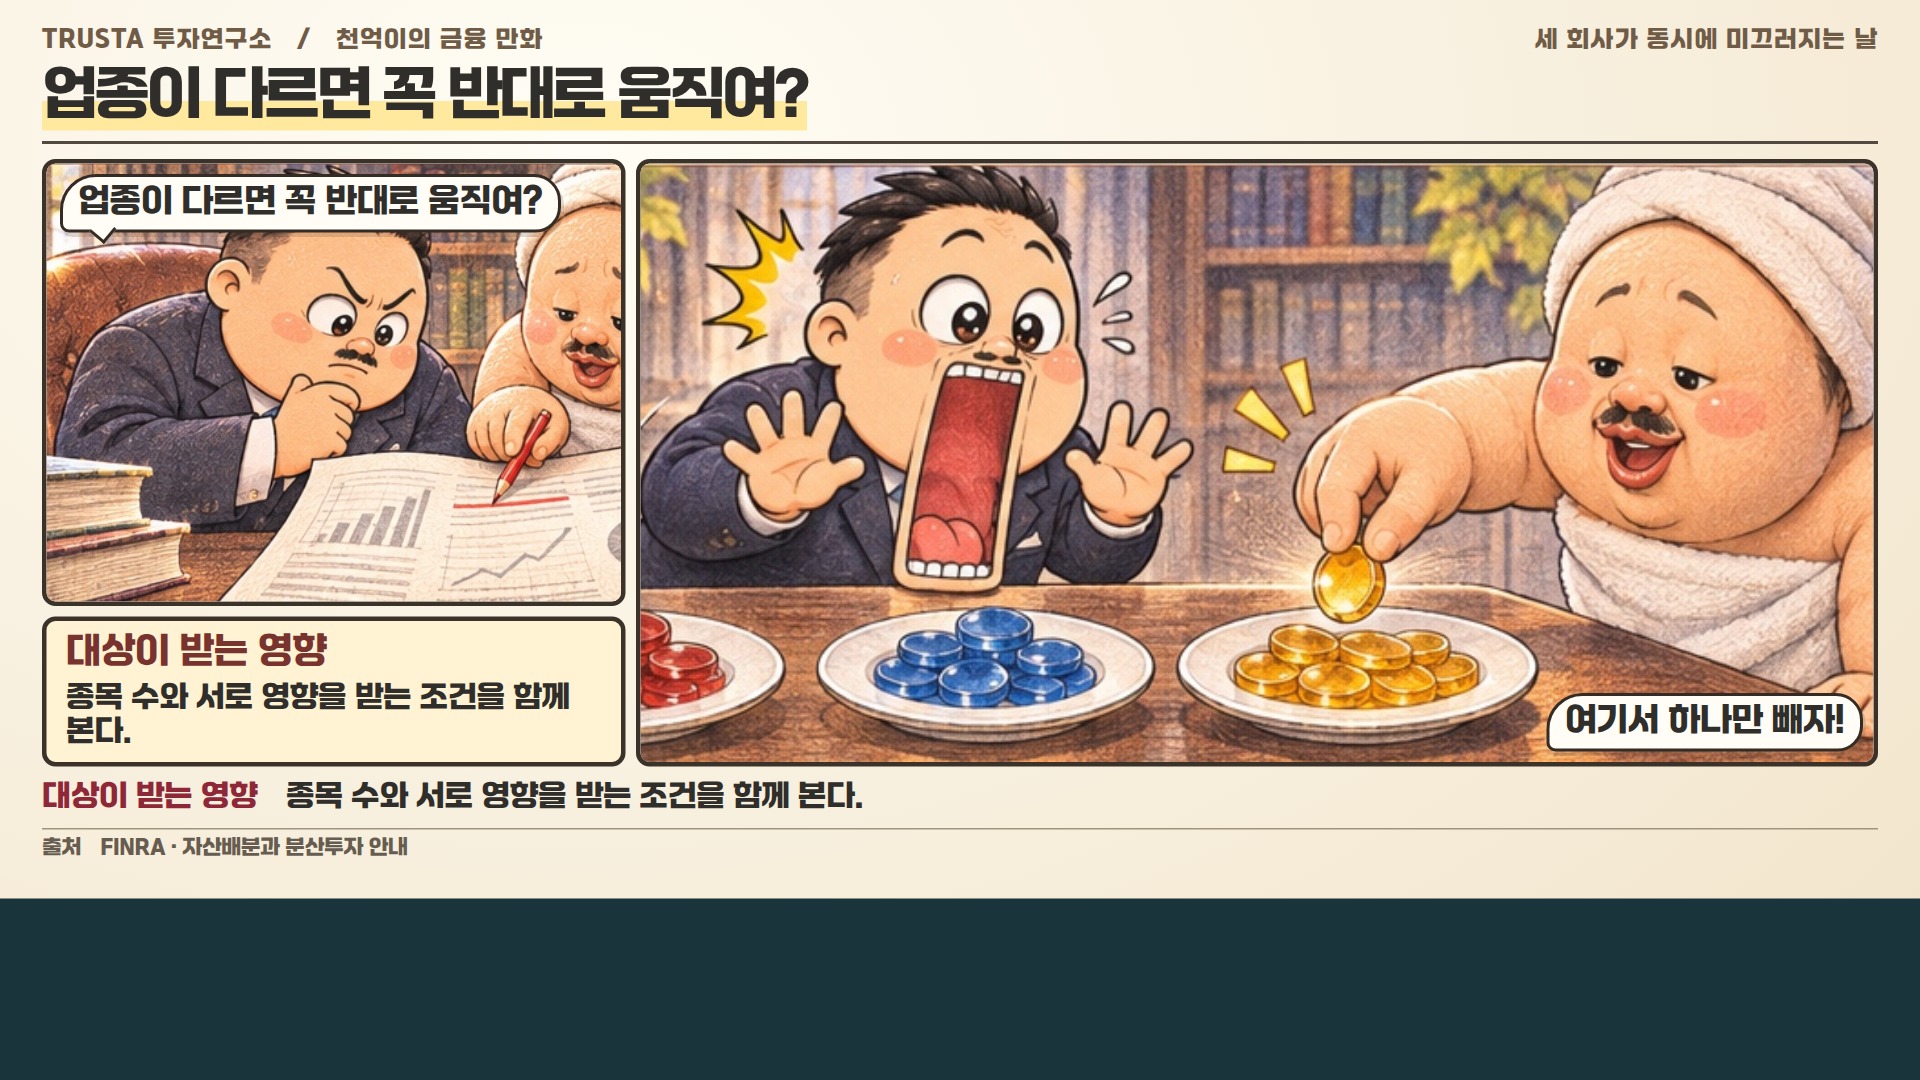 TRUSTA 투자연구소 / 천억이의 금융 만화
세 회사가 동시에 미끄러지는 날
업종이 다르면 꼭 반대로 움직여?
업종이 다르면 꼭 반대로 움직여?
대상이 받는 영향
종목 수와 서로 영향을 받는 조건을 함께
본다.
여기서 하나만 빼자!
대상이 받는 영향 종목 수와 서로 영향을 받는 조건을 함께 본다.
출처 FINRA · 자산배분과 분산투자 안내